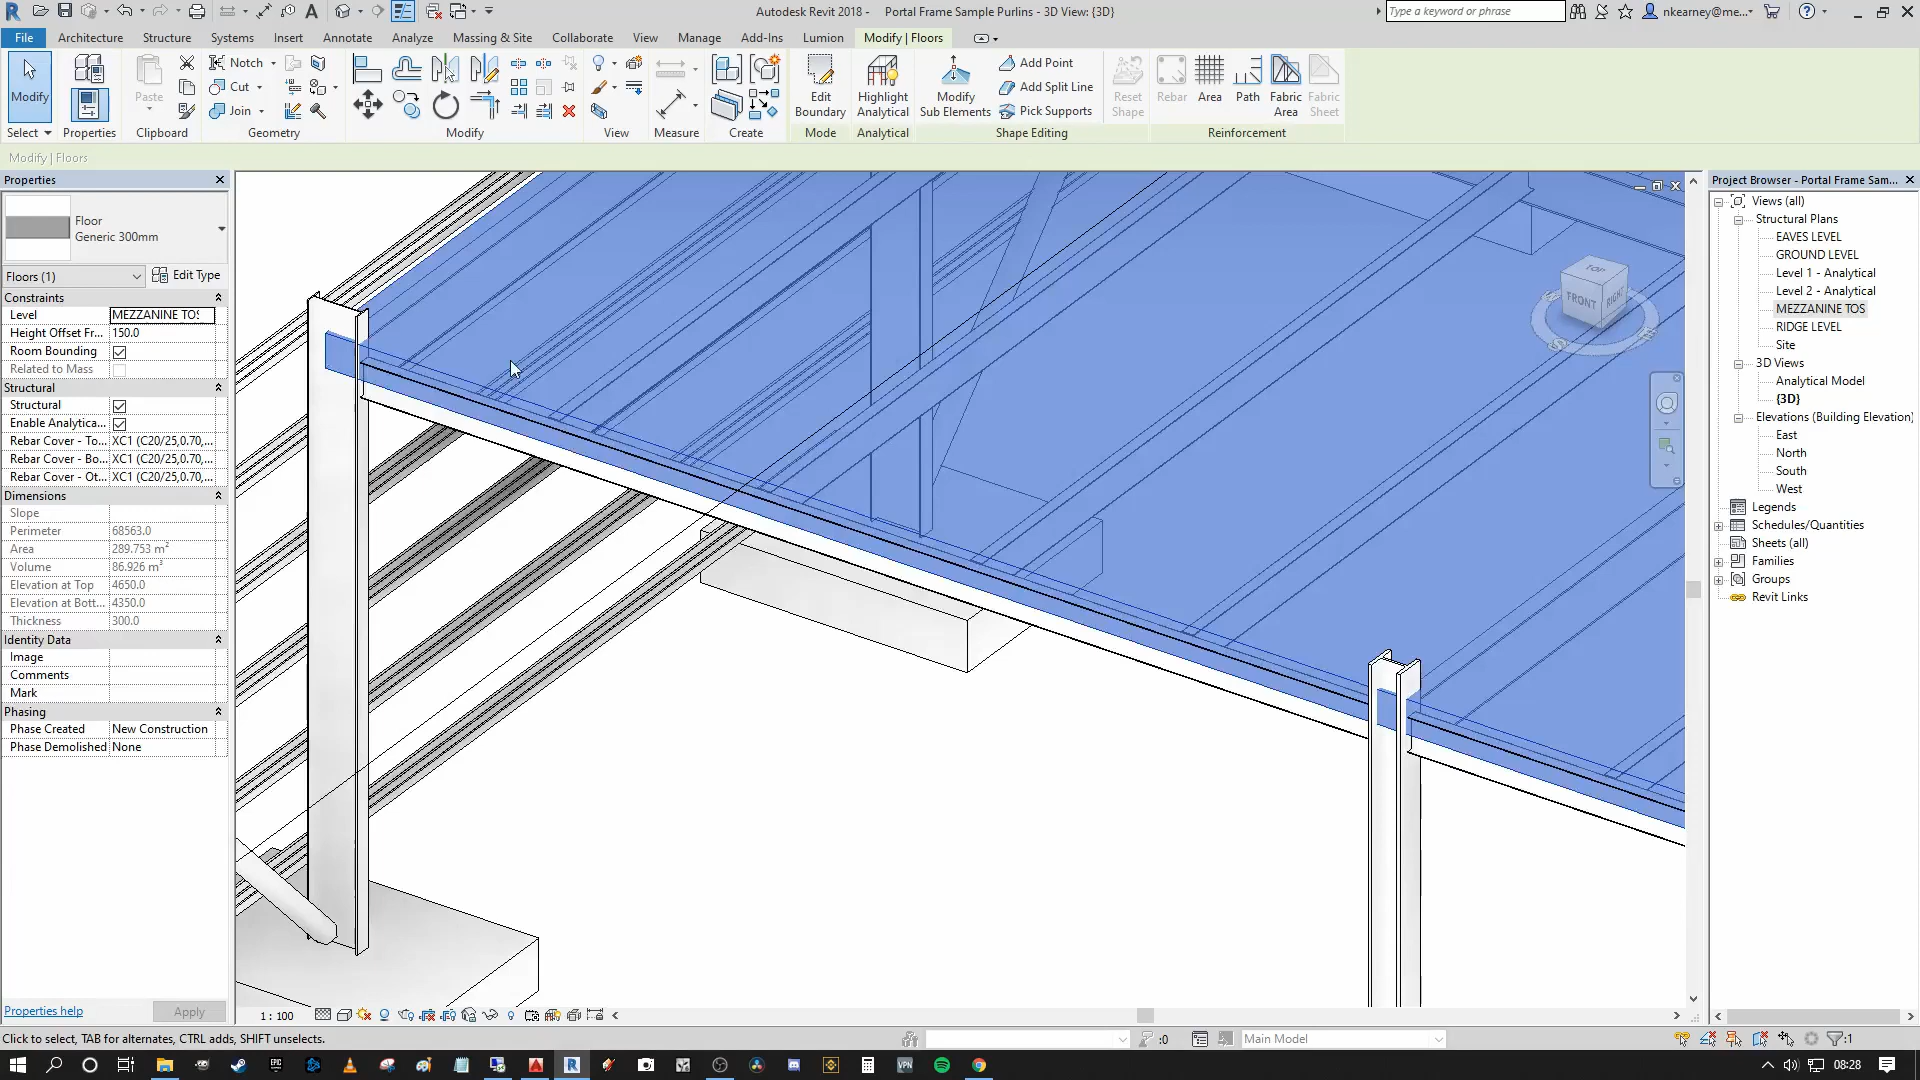 Autodesk Revit 2018 - Portal Frame Sample Purlins - 3D View: {3D}
Type a keyword or phrase
nkearney@me...
File
Architecture
Structure
Systems
Insert
Annotate
Analyze
Massing & Site
Collaborate
View
Manage
Add-Ins
Lumion
Modify | Floors
Modify
Paste
Notch
Cut
Join
Edit
Boundary
Highlight
Analytical
Modify
Sub Elements
Add Point
Add Split Line
Pick Supports
Reset
Shape
Rebar
Area
Path
Fabric
Area
Fabric
Sheet
Select
Properties
Clipboard
Geometry
Modify
View
Measure
Create
Mode
Analytical
Shape Editing
Reinforcement
Modify | Floors
Properties
Floor
Generic 300mm
Floors (1)
Edit Type
Constraints
Level MEZZANINE TOS
Height Offset Fr... 150.0
Room Bounding
Related to Mass
Structural
Structural
Enable Analytica...
Rebar Cover - To... XC1 (C20/25,0.70,...
Rebar Cover - Bo... XC1 (C20/25,0.70,...
Rebar Cover - Ot... XC1 (C20/25,0.70,...
Dimensions
Slope
Perimeter 68563.0
Area 289.753 m²
Volume 86.926 m³
Elevation at Top 4650.0
Elevation at Bott... 4350.0
Thickness 300.0
Identity Data
Image
Comments
Mark
Phasing
Phase Created New Construction
Phase Demolished None
Properties help
Apply
TOP
FRONT
RIGHT
Project Browser - Portal Frame Sam...
Views (all)
Structural Plans
EAVES LEVEL
GROUND LEVEL
Level 1 - Analytical
Level 2 - Analytical
MEZZANINE TOS
RIDGE LEVEL
Site
3D Views
Analytical Model
{3D}
Elevations (Building Elevation)
East
North
South
West
Legends
Schedules/Quantities
Sheets (all)
Families
Groups
Revit Links
1 : 100
Click to select, TAB for alternates, CTRL adds, SHIFT unselects.
:0
Main Model
:1
EPIC
VPN
08:28